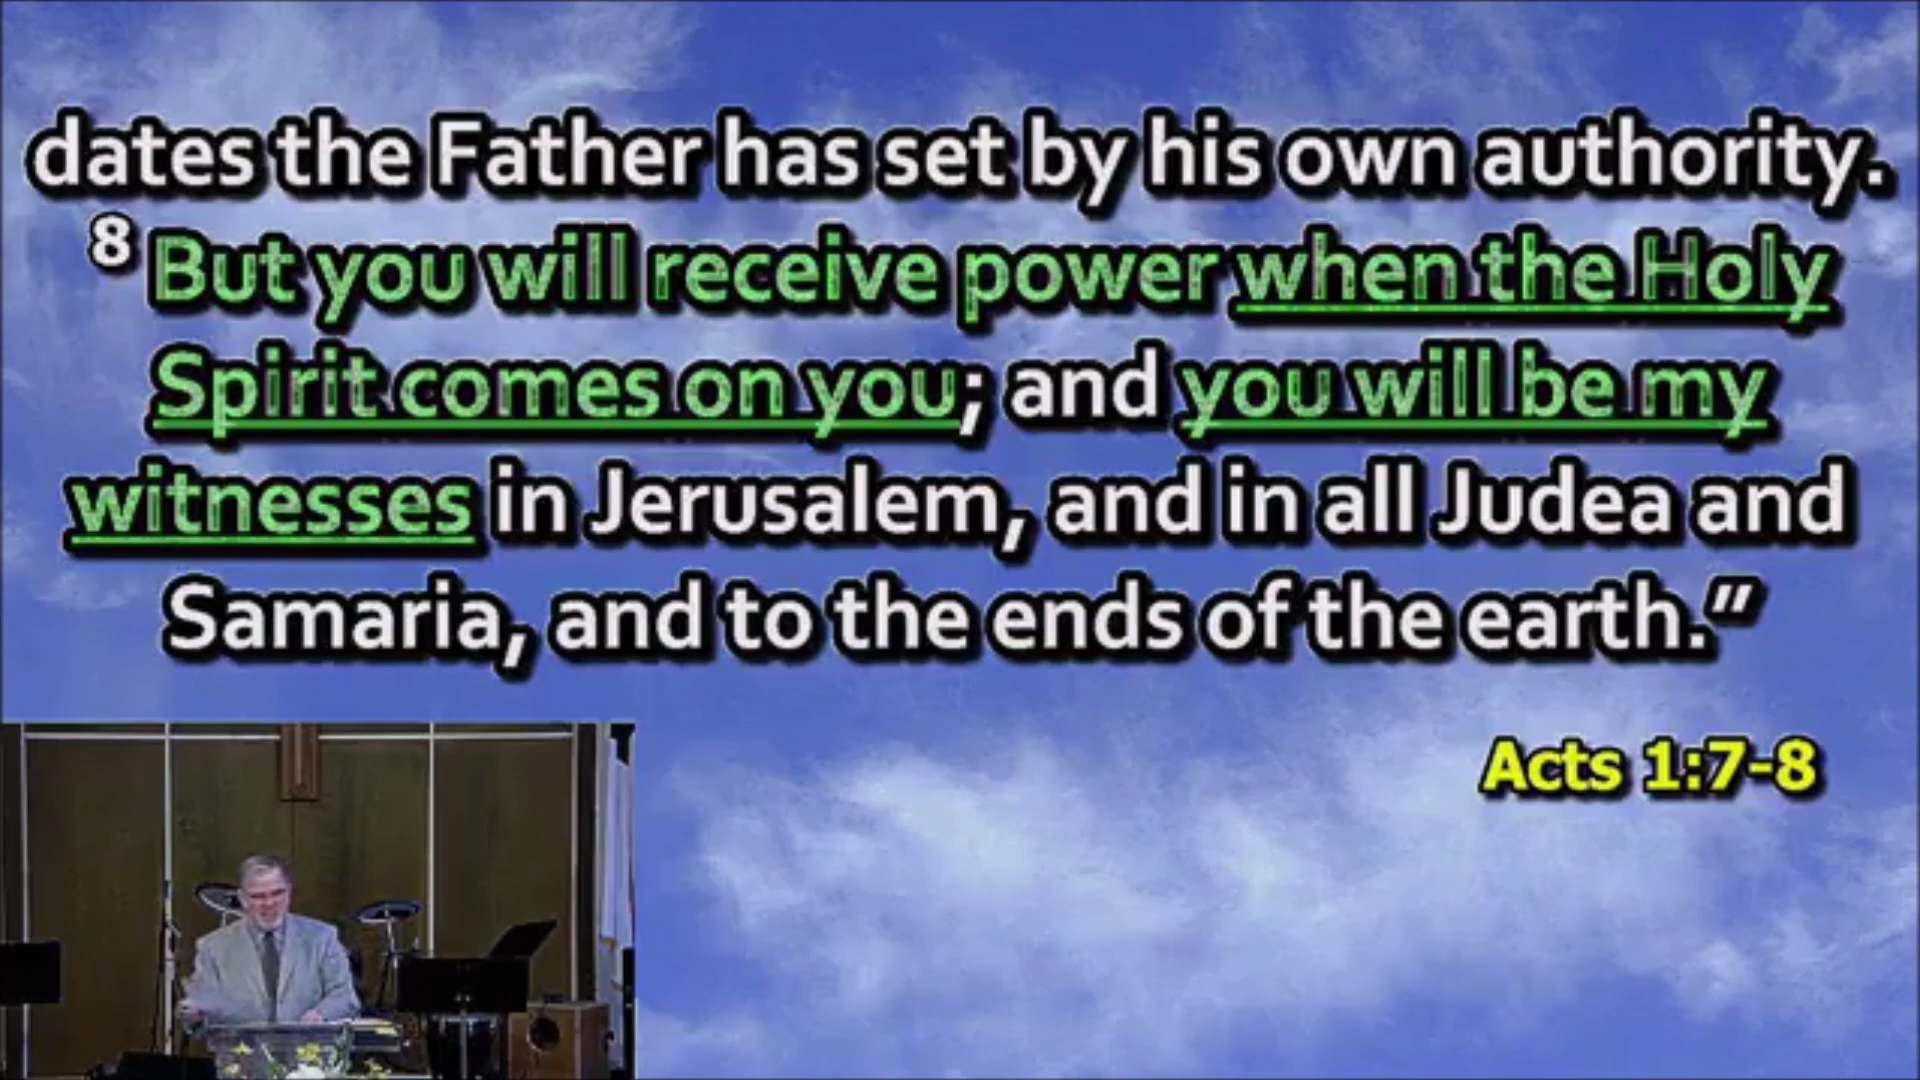 dates the Father has set by his own authority.
8 But you will receive power when the Holy
Spirit comes on you; and you will be my
witnesses in Jerusalem, and in all Judea and
Samaria, and to the ends of the earth.”
Acts 1:7-8